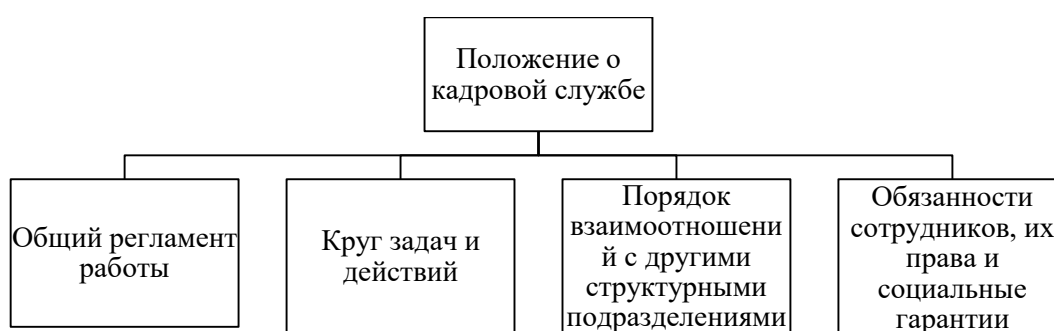 Положение о
кадровой службе
Общий регламент
работы
Круг задач и
действий
Порядок
взаимоотношени
й с другими
структурными
подразделениями
Обязанности
сотрудников, их
права и
социальные
гарантии